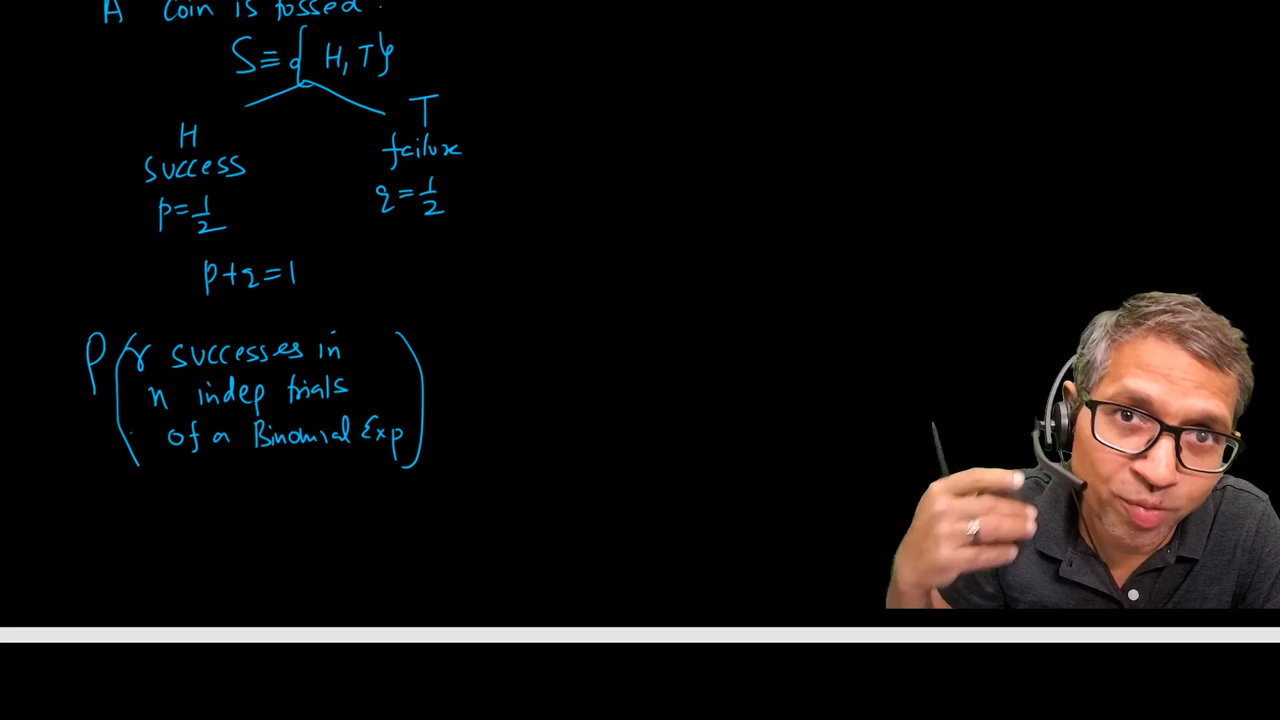 A Coin is tossed.
S ≡ { H, T }
H T
success failure
p = 1/2 q = 1/2
p + q = 1
P ( r successes in
n indep trials
of a Binomial Exp )